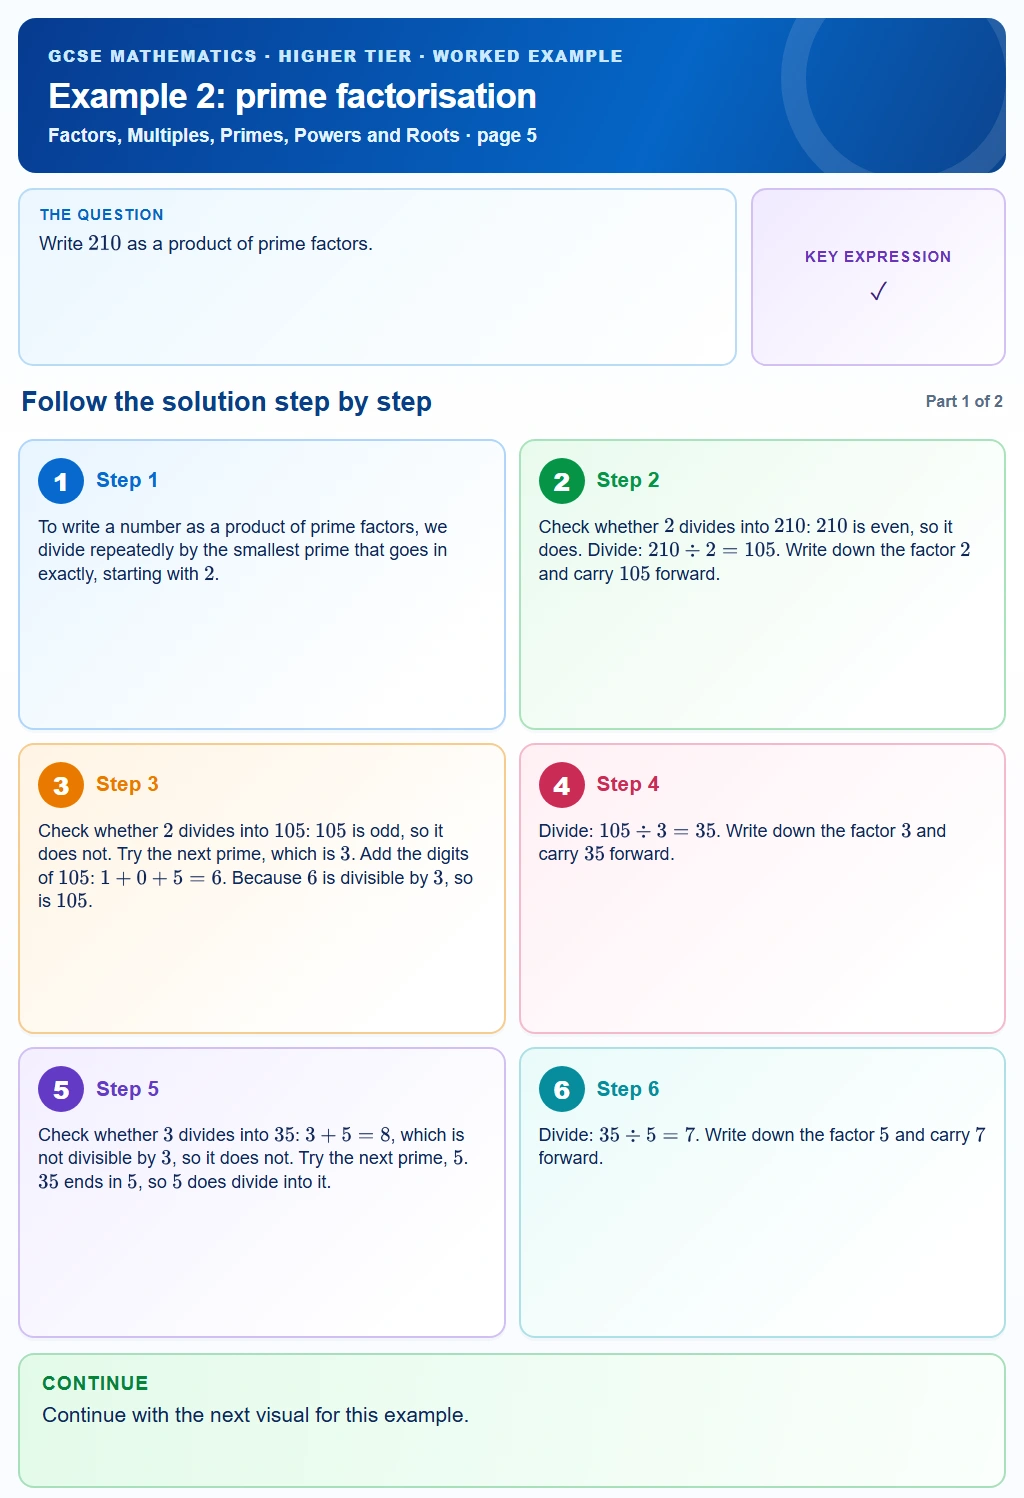 GCSE MATHEMATICS · HIGHER TIER · WORKED EXAMPLE
Example 2: prime factorisation
Factors, Multiples, Primes, Powers and Roots · page 5
THE QUESTION
Write 210 as a product of prime factors.
KEY EXPRESSION
✓
Follow the solution step by step
Part 1 of 2
1 Step 1
To write a number as a product of prime factors, we
divide repeatedly by the smallest prime that goes in
exactly, starting with 2.
2 Step 2
Check whether 2 divides into 210: 210 is even, so it
does. Divide: 210 ÷ 2 = 105. Write down the factor 2
and carry 105 forward.
3 Step 3
Check whether 2 divides into 105: 105 is odd, so it
does not. Try the next prime, which is 3. Add the digits
of 105: 1 + 0 + 5 = 6. Because 6 is divisible by 3, so
is 105.
4 Step 4
Divide: 105 ÷ 3 = 35. Write down the factor 3 and
carry 35 forward.
5 Step 5
Check whether 3 divides into 35: 3 + 5 = 8, which is
not divisible by 3, so it does not. Try the next prime, 5.
35 ends in 5, so 5 does divide into it.
6 Step 6
Divide: 35 ÷ 5 = 7. Write down the factor 5 and carry 7
forward.
CONTINUE
Continue with the next visual for this example.